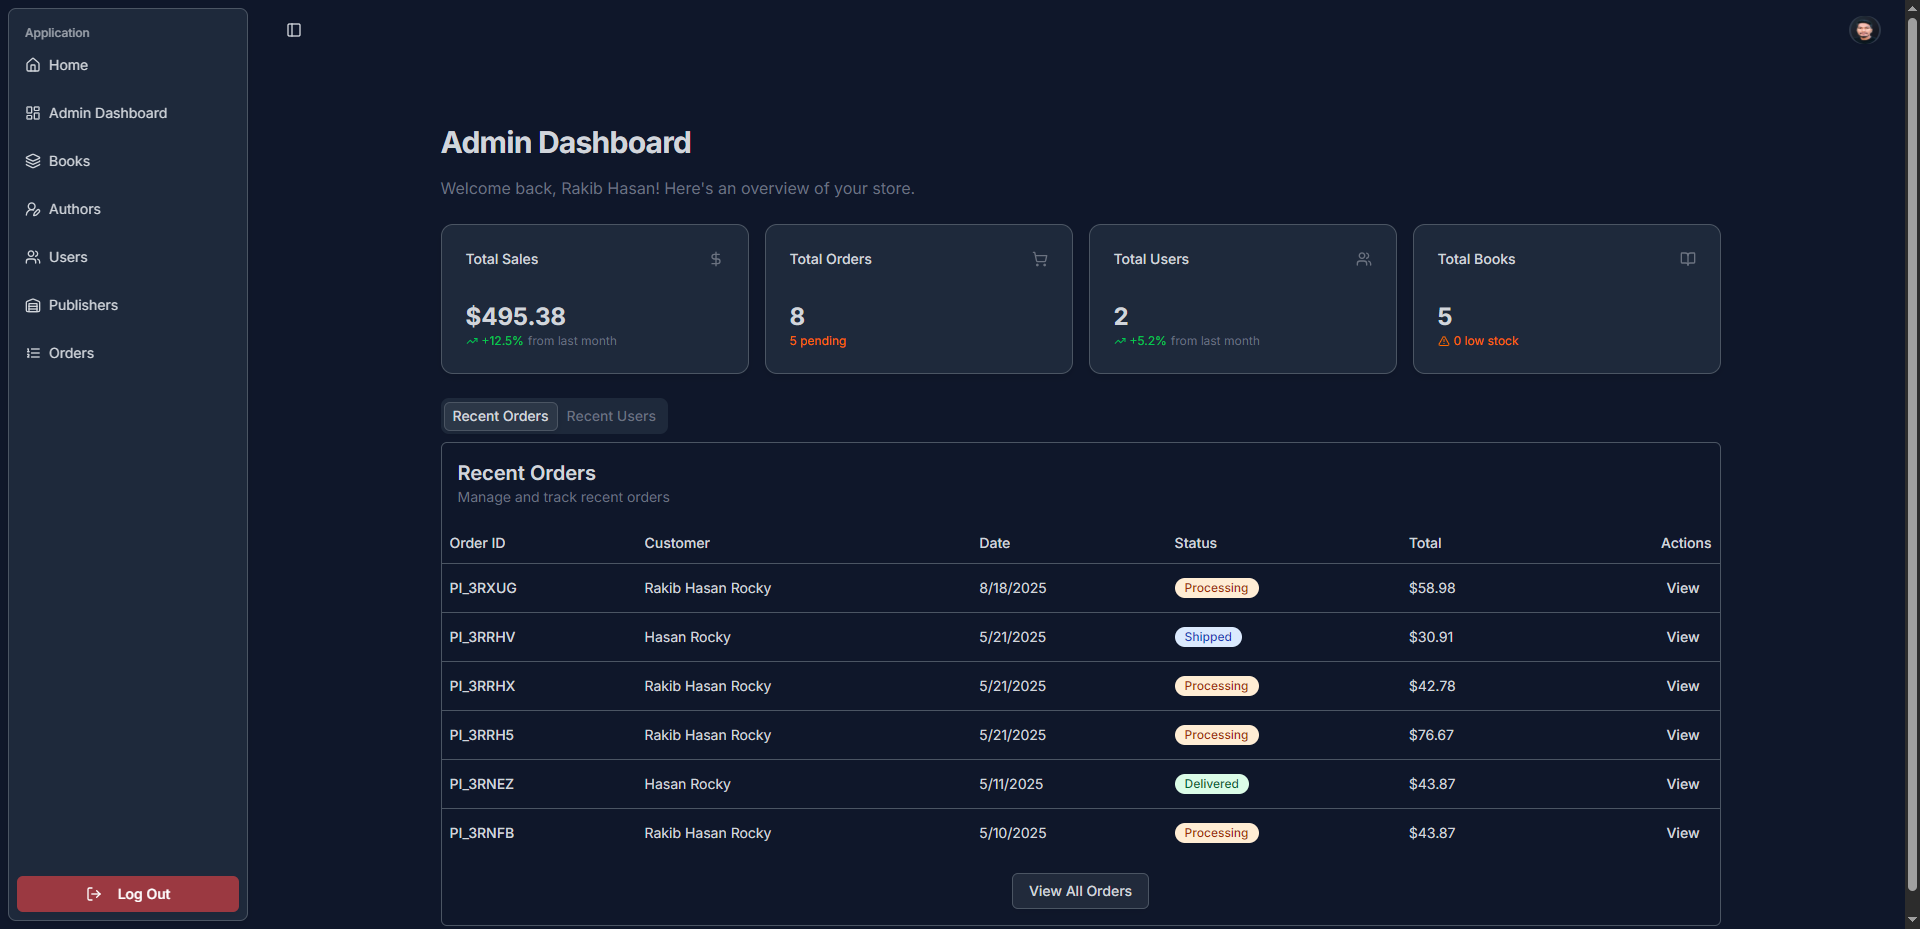 Application
Home
Admin Dashboard
Books
Authors
Users
Publishers
Orders
Log Out
Admin Dashboard
Welcome back, Rakib Hasan! Here's an overview of your store.
Total Sales
$495.38
+12.5% from last month
Total Orders
8
5 pending
Total Users
2
+5.2% from last month
Total Books
5
0 low stock
Recent Orders Recent Users
Recent Orders
Manage and track recent orders
Order ID Customer Date Status Total Actions
PI_3RXUG Rakib Hasan Rocky 8/18/2025 Processing $58.98 View
PI_3RRHV Hasan Rocky 5/21/2025 Shipped $30.91 View
PI_3RRHX Rakib Hasan Rocky 5/21/2025 Processing $42.78 View
PI_3RRH5 Rakib Hasan Rocky 5/21/2025 Processing $76.67 View
PI_3RNEZ Hasan Rocky 5/11/2025 Delivered $43.87 View
PI_3RNFB Rakib Hasan Rocky 5/10/2025 Processing $43.87 View
View All Orders